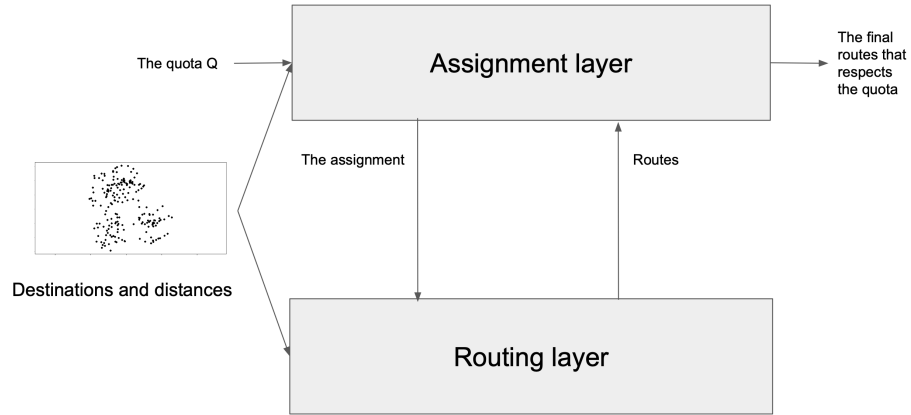 The quota Q
Assignment layer
The final
routes that
respects
the quota
The assignment
Routes
Destinations and distances
Routing layer